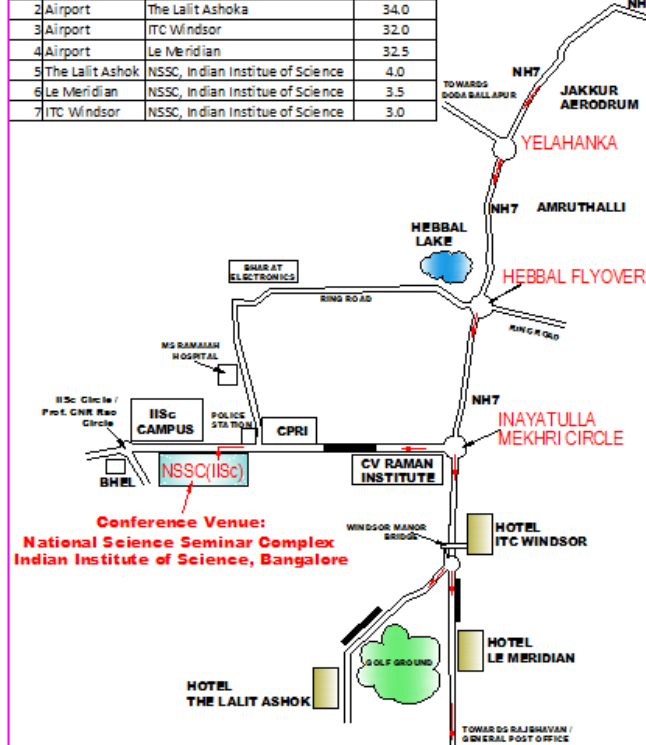 2 Airport The Lalit Ashoka 34.0
3 Airport ITC Windsor 32.0
4 Airport Le Meridian 32.5
5 The Lalit Ashok NSSC, Indian Institue of Science 4.0
6 Le Meridian NSSC, Indian Institue of Science 3.5
7 ITC Windsor NSSC, Indian Institue of Science 3.0
NH7
JAKKUR
AERODRUM
TOWARDS
DODABALLAPUR
YELAHANKA
NH7
AMRUTHALLI
HEBBAL
LAKE
HEBBAL FLYOVER
BHARAT
ELECTRONICS
RING ROAD
RING ROAD
MS RAMAIAH
HOSPITAL
NH7
IISc Circle /
Prof. CNR Rao
Circle
IISc
CAMPUS
POLICE
STATION
CPRI
INAYATULLA
MEKHRI CIRCLE
BHEL
NSSC(IISc)
CV RAMAN
INSTITUTE
Conference Venue:
National Science Seminar Complex
Indian Institute of Science, Bangalore
WINDSOR MANOR
BRIDGE
HOTEL
ITC WINDSOR
GOLF GROUND
HOTEL
LE MERIDIAN
HOTEL
THE LALIT ASHOK
TOWARDS RAJBHAVAN /
GENERAL POST OFFICE